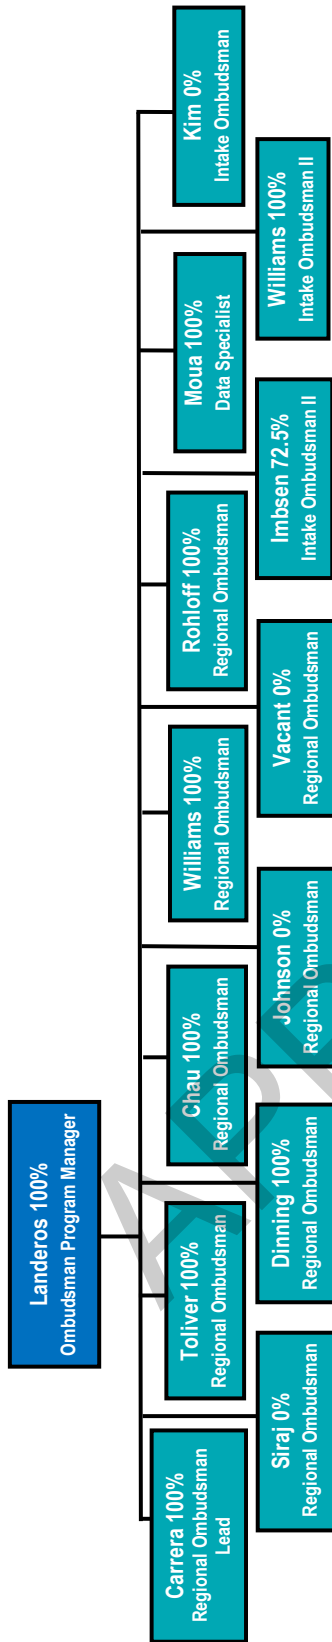 Landeros 100%
Ombudsman Program Manager
Carrera 100%
Regional Ombudsman
Lead
Toliver 100%
Regional Ombudsman
Chau 100%
Regional Ombudsman
Williams 100%
Regional Ombudsman
Rohloff 100%
Regional Ombudsman
Moua 100%
Data Specialist
Kim 0%
Intake Ombudsman
Siraj 0%
Regional Ombudsman
Dinning 100%
Regional Ombudsman
Johnson 0%
Regional Ombudsman
Vacant 0%
Regional Ombudsman
Imbsen 72.5%
Intake Ombudsman II
Williams 100%
Intake Ombudsman II